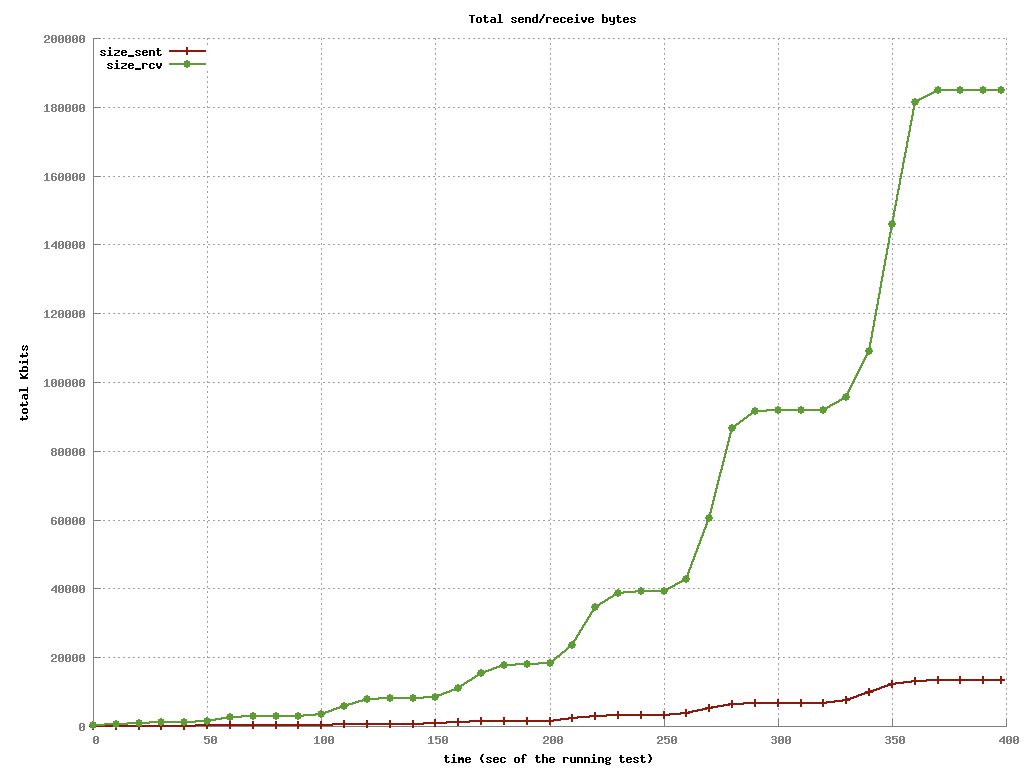 Total send/receive bytes
200000
size_sent
size_rcv
180000
160000
140000
120000
100000
80000
60000
40000
20000
0
total Kbits
0 50 100 150 200 250 300 350 400
time (sec of the running test)